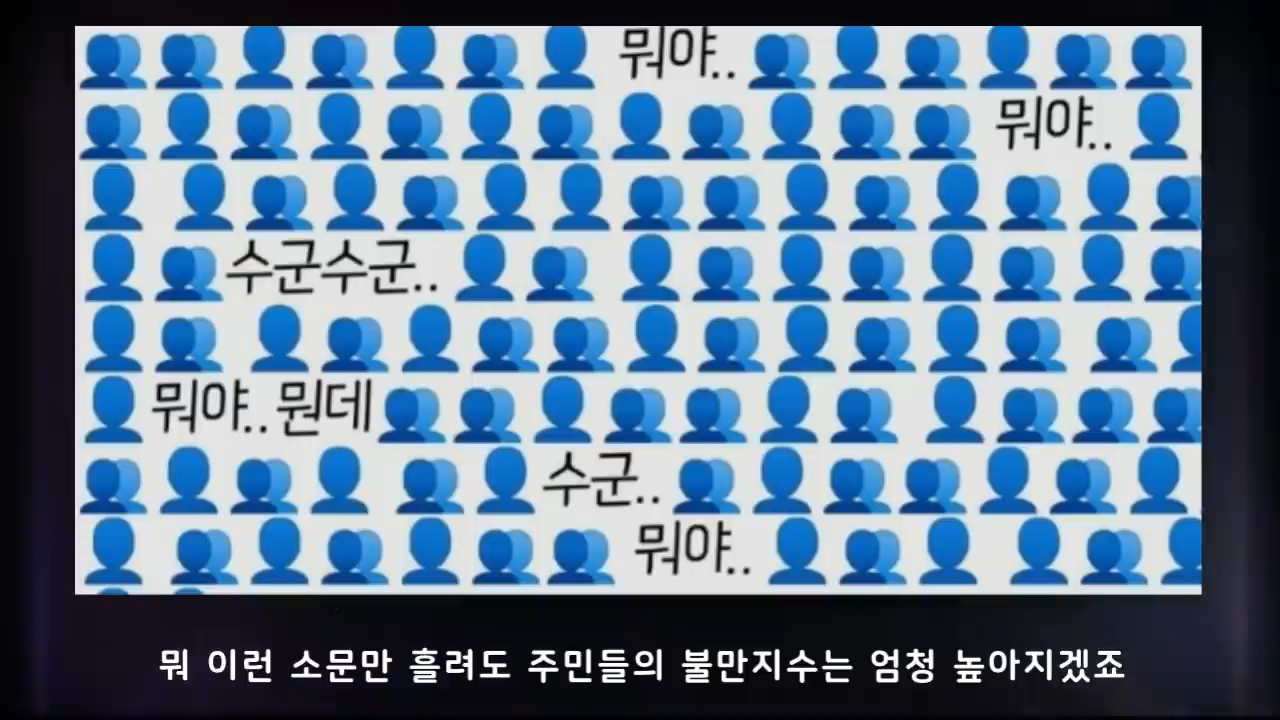 뭐야..
뭐야..
수군수군..
뭐야.. 뭔데
수군..
뭐야..
뭐 이런 소문만 흘려도 주민들의 불만지수는 엄청 높아지겠죠